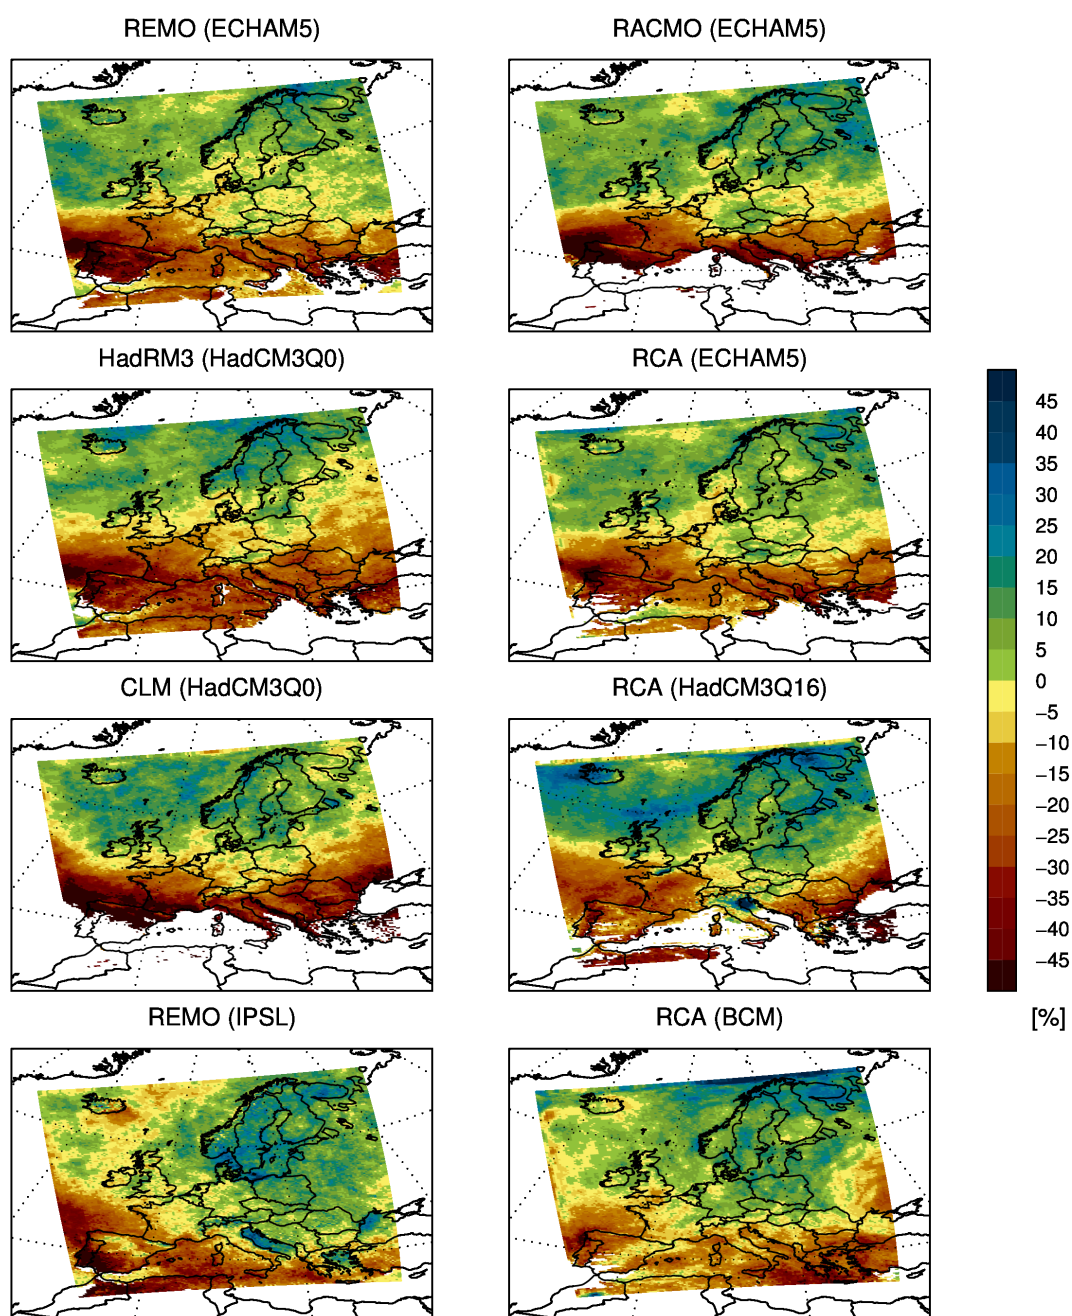 REMO (ECHAM5)
RACMO (ECHAM5)
HadRM3 (HadCM3Q0)
RCA (ECHAM5)
CLM (HadCM3Q0)
RCA (HadCM3Q16)
REMO (IPSL)
RCA (BCM)
45
40
35
30
25
20
15
10
5
0
−5
−10
−15
−20
−25
−30
−35
−40
−45
[%]